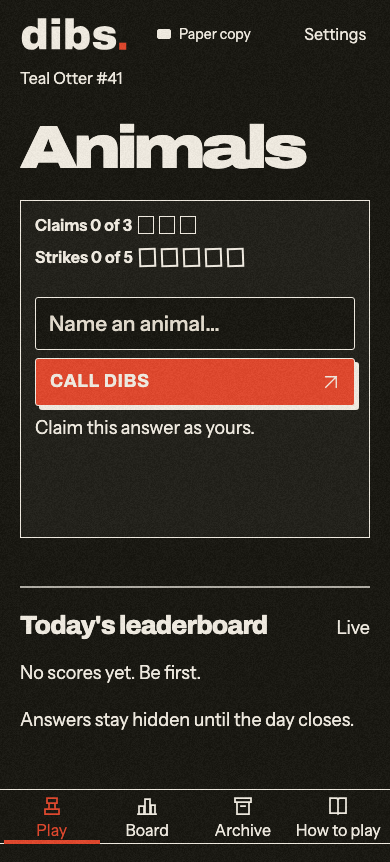 dibs.
Paper copy
Settings
Teal Otter #41
Animals
Claims 0 of 3
Strikes 0 of 5
Name an animal...
CALL DIBS
Claim this answer as yours.
Today's leaderboard
Live
No scores yet. Be first.
Answers stay hidden until the day closes.
Play
Board
Archive
How to play